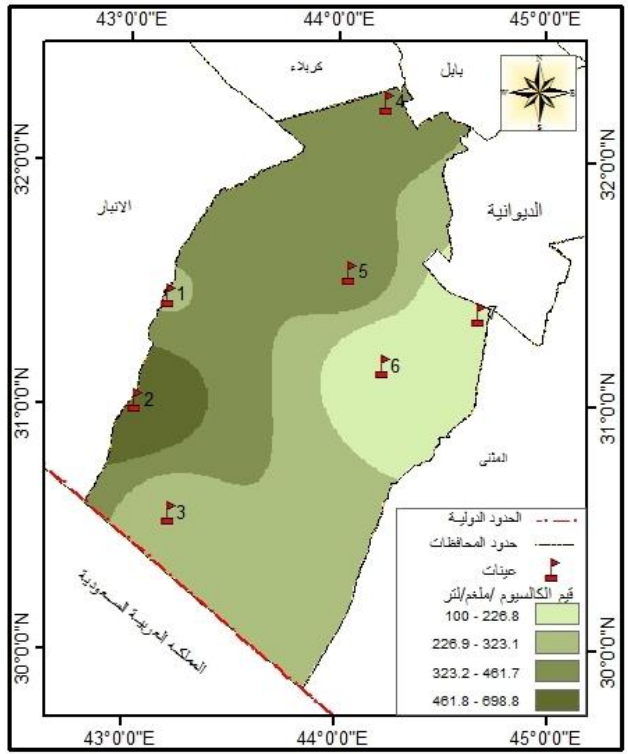 43°0'0"E 44°0'0"E 45°0'0"E
كربلاء
بابل
N
W E
S
4
32°0'0"N 32°0'0"N
الانبار
الديوانية
5
1
7
6
31°0'0"N 31°0'0"N
2
المثنى
3
الحدود الدولية
حدود المحافظات
عينات
قيم الكالسيوم /ملغم/لتر
100 - 226.8
226.9 - 323.1
323.2 - 461.7
461.8 - 698.8
المملكه العربية السعودية
30°0'0"N 30°0'0"N
43°0'0"E 44°0'0"E 45°0'0"E